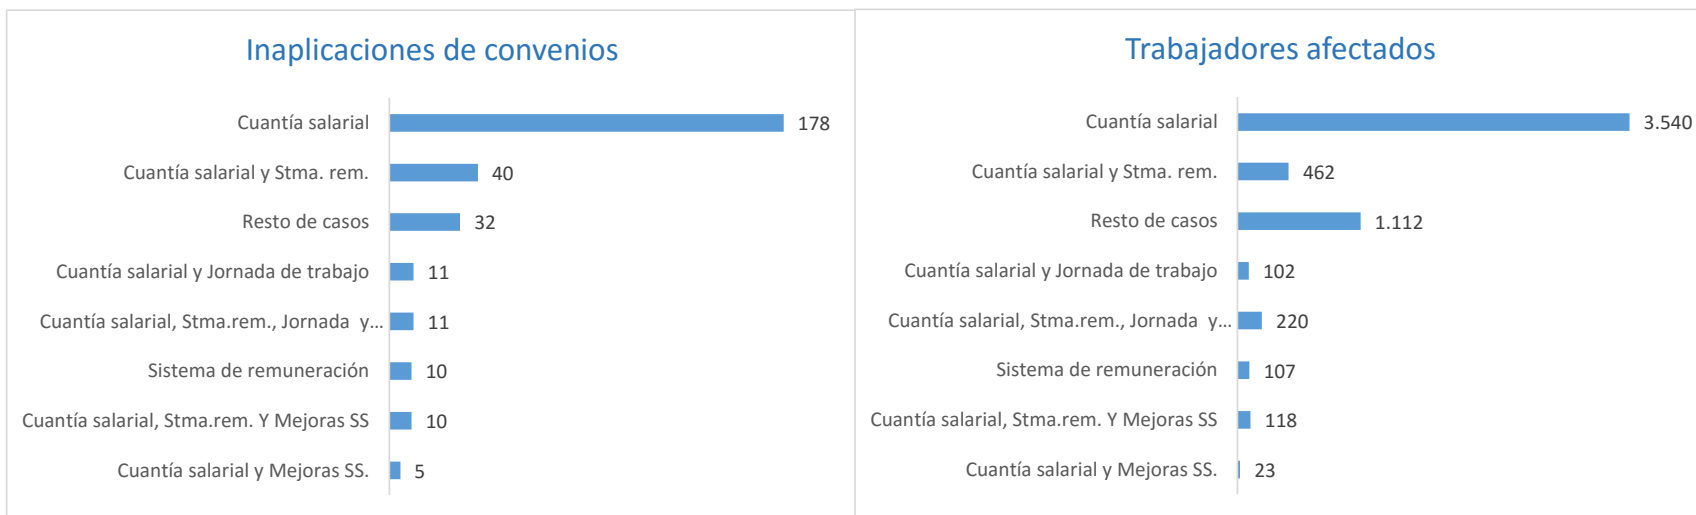 Inaplicaciones de convenios
Cuantía salarial 178
Cuantía salarial y Stma. rem. 40
Resto de casos 32
Cuantía salarial y Jornada de trabajo 11
Cuantía salarial, Stma.rem., Jornada  y... 11
Sistema de remuneración 10
Cuantía salarial, Stma.rem. Y Mejoras SS 10
Cuantía salarial y Mejoras SS. 5
Trabajadores afectados
Cuantía salarial 3.540
Cuantía salarial y Stma. rem. 462
Resto de casos 1.112
Cuantía salarial y Jornada de trabajo 102
Cuantía salarial, Stma.rem., Jornada  y... 220
Sistema de remuneración 107
Cuantía salarial, Stma.rem. Y Mejoras SS 118
Cuantía salarial y Mejoras SS. 23